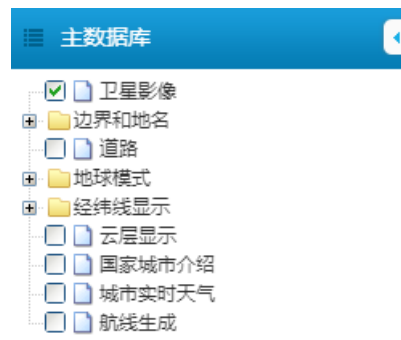 主数据库
卫星影像
边界和地名
道路
地球模式
经纬线显示
云层显示
国家城市介绍
城市实时天气
航线生成